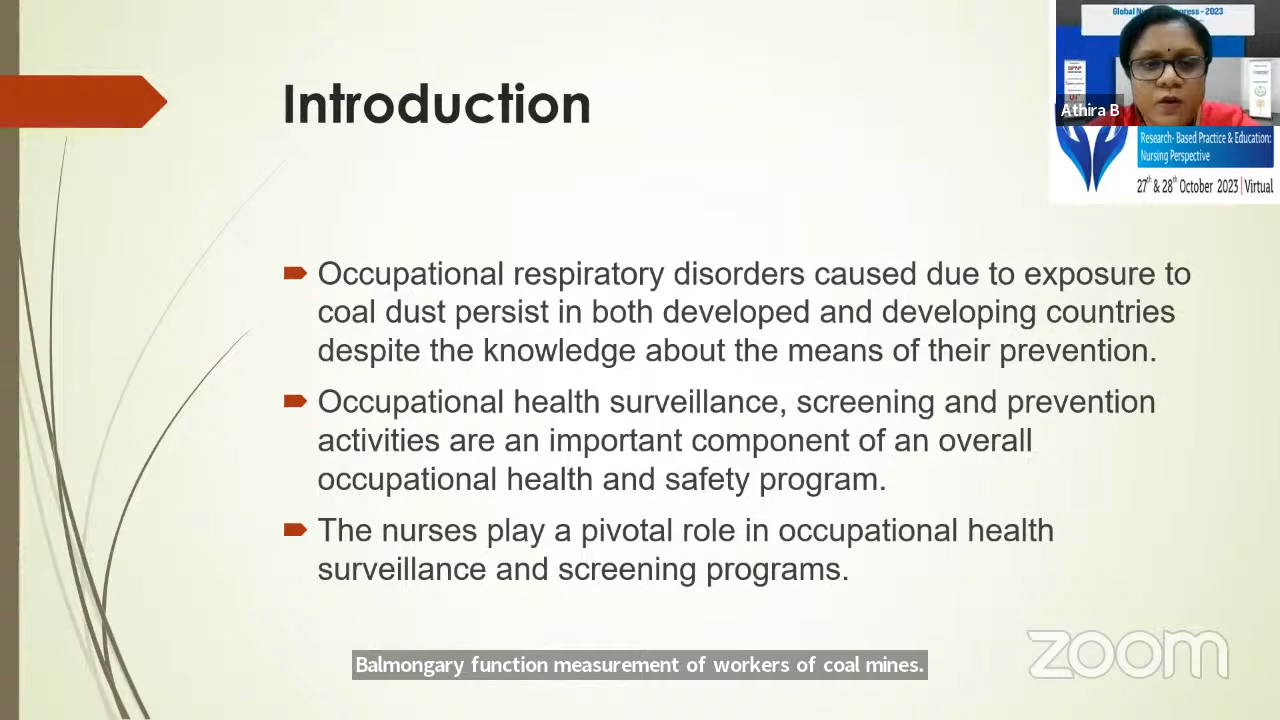 Introduction
Athira B
Research- Based Practice & Education:
Nursing Perspective
27th & 28th October 2023 | Virtual
Occupational respiratory disorders caused due to exposure to
coal dust persist in both developed and developing countries
despite the knowledge about the means of their prevention.
Occupational health surveillance, screening and prevention
activities are an important component of an overall
occupational health and safety program.
The nurses play a pivotal role in occupational health
surveillance and screening programs.
Balmongary function measurement of workers of coal mines.
zoom